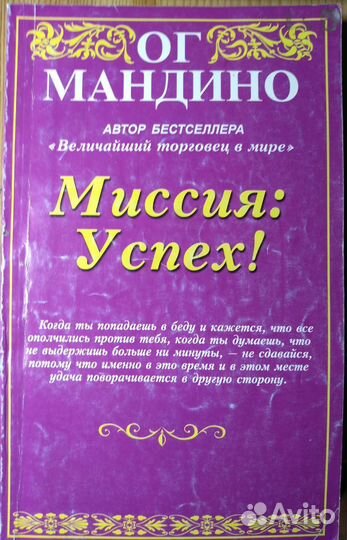 ОГ
МАНДИНО
АВТОР БЕСТСЕЛЛЕРА
«Величайший торговец в мире»
Миссия:
Успех!
Когда ты попадаешь в беду и кажется, что все
ополчились против тебя, когда ты думаешь, что
не выдержишь больше ни минуты, — не сдавайся,
потому что именно в это время и в этом месте
удача поворачивается в другую сторону.
Avito